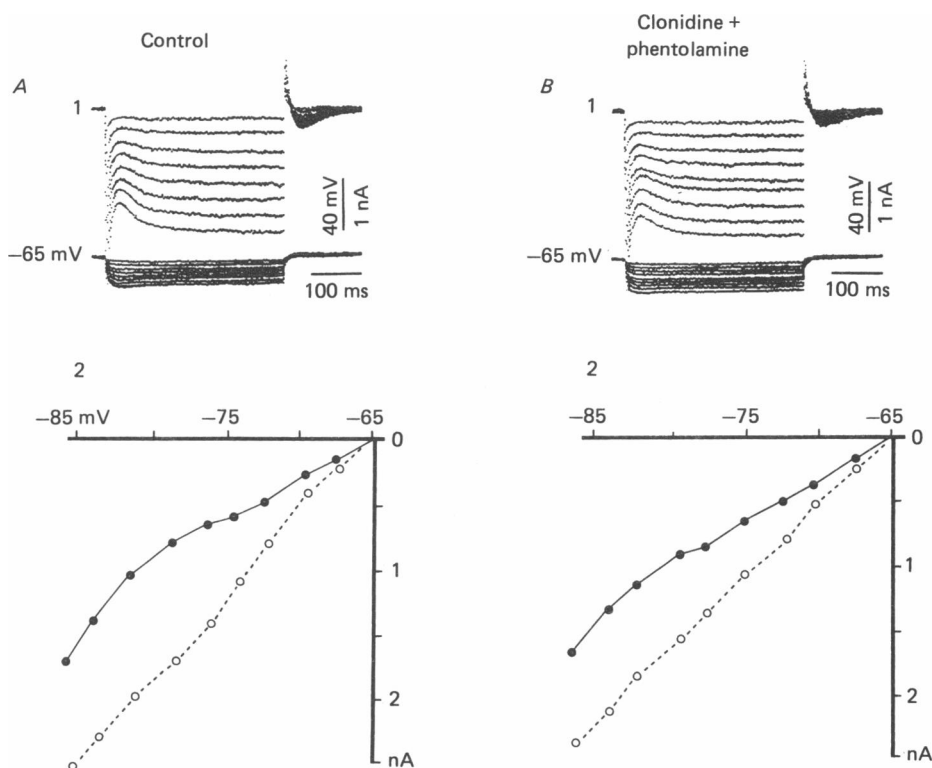 Control
Clonidine +
phentolamine
A
B
1
1
40 mV
1 nA
40 mV
1 nA
−65 mV
−65 mV
100 ms
100 ms
2
2
−85 mV
−75
−65
0
1
2
nA
−85
−75
−65
0
1
2
nA